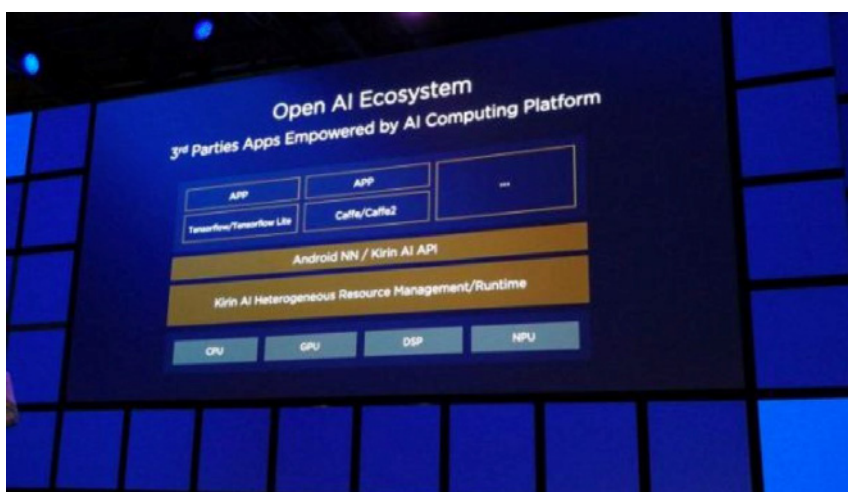 Open AI Ecosystem
3rd Parties Apps Empowered by AI Computing Platform
APP
APP
...
Tensorflow/Tensorflow Lite
Caffe/Caffe2
Android NN / Kirin AI API
Kirin AI Heterogeneous Resource Management/Runtime
CPU
GPU
DSP
NPU